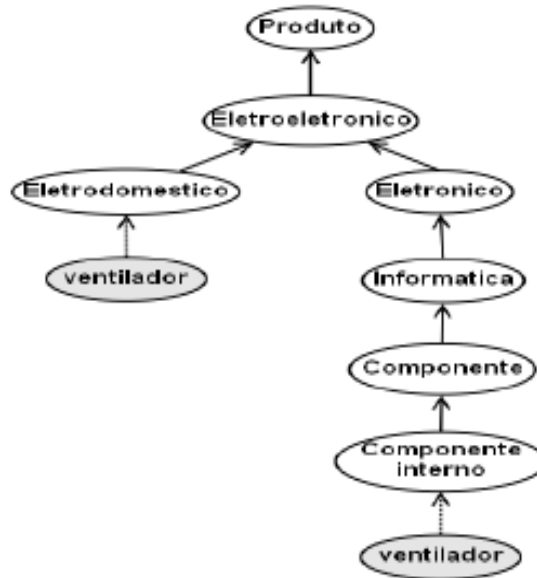 Produto
Eletroeletronico
Eletrodomestico
Eletronico
ventilador
Informatica
Componente
Componente
interno
ventilador